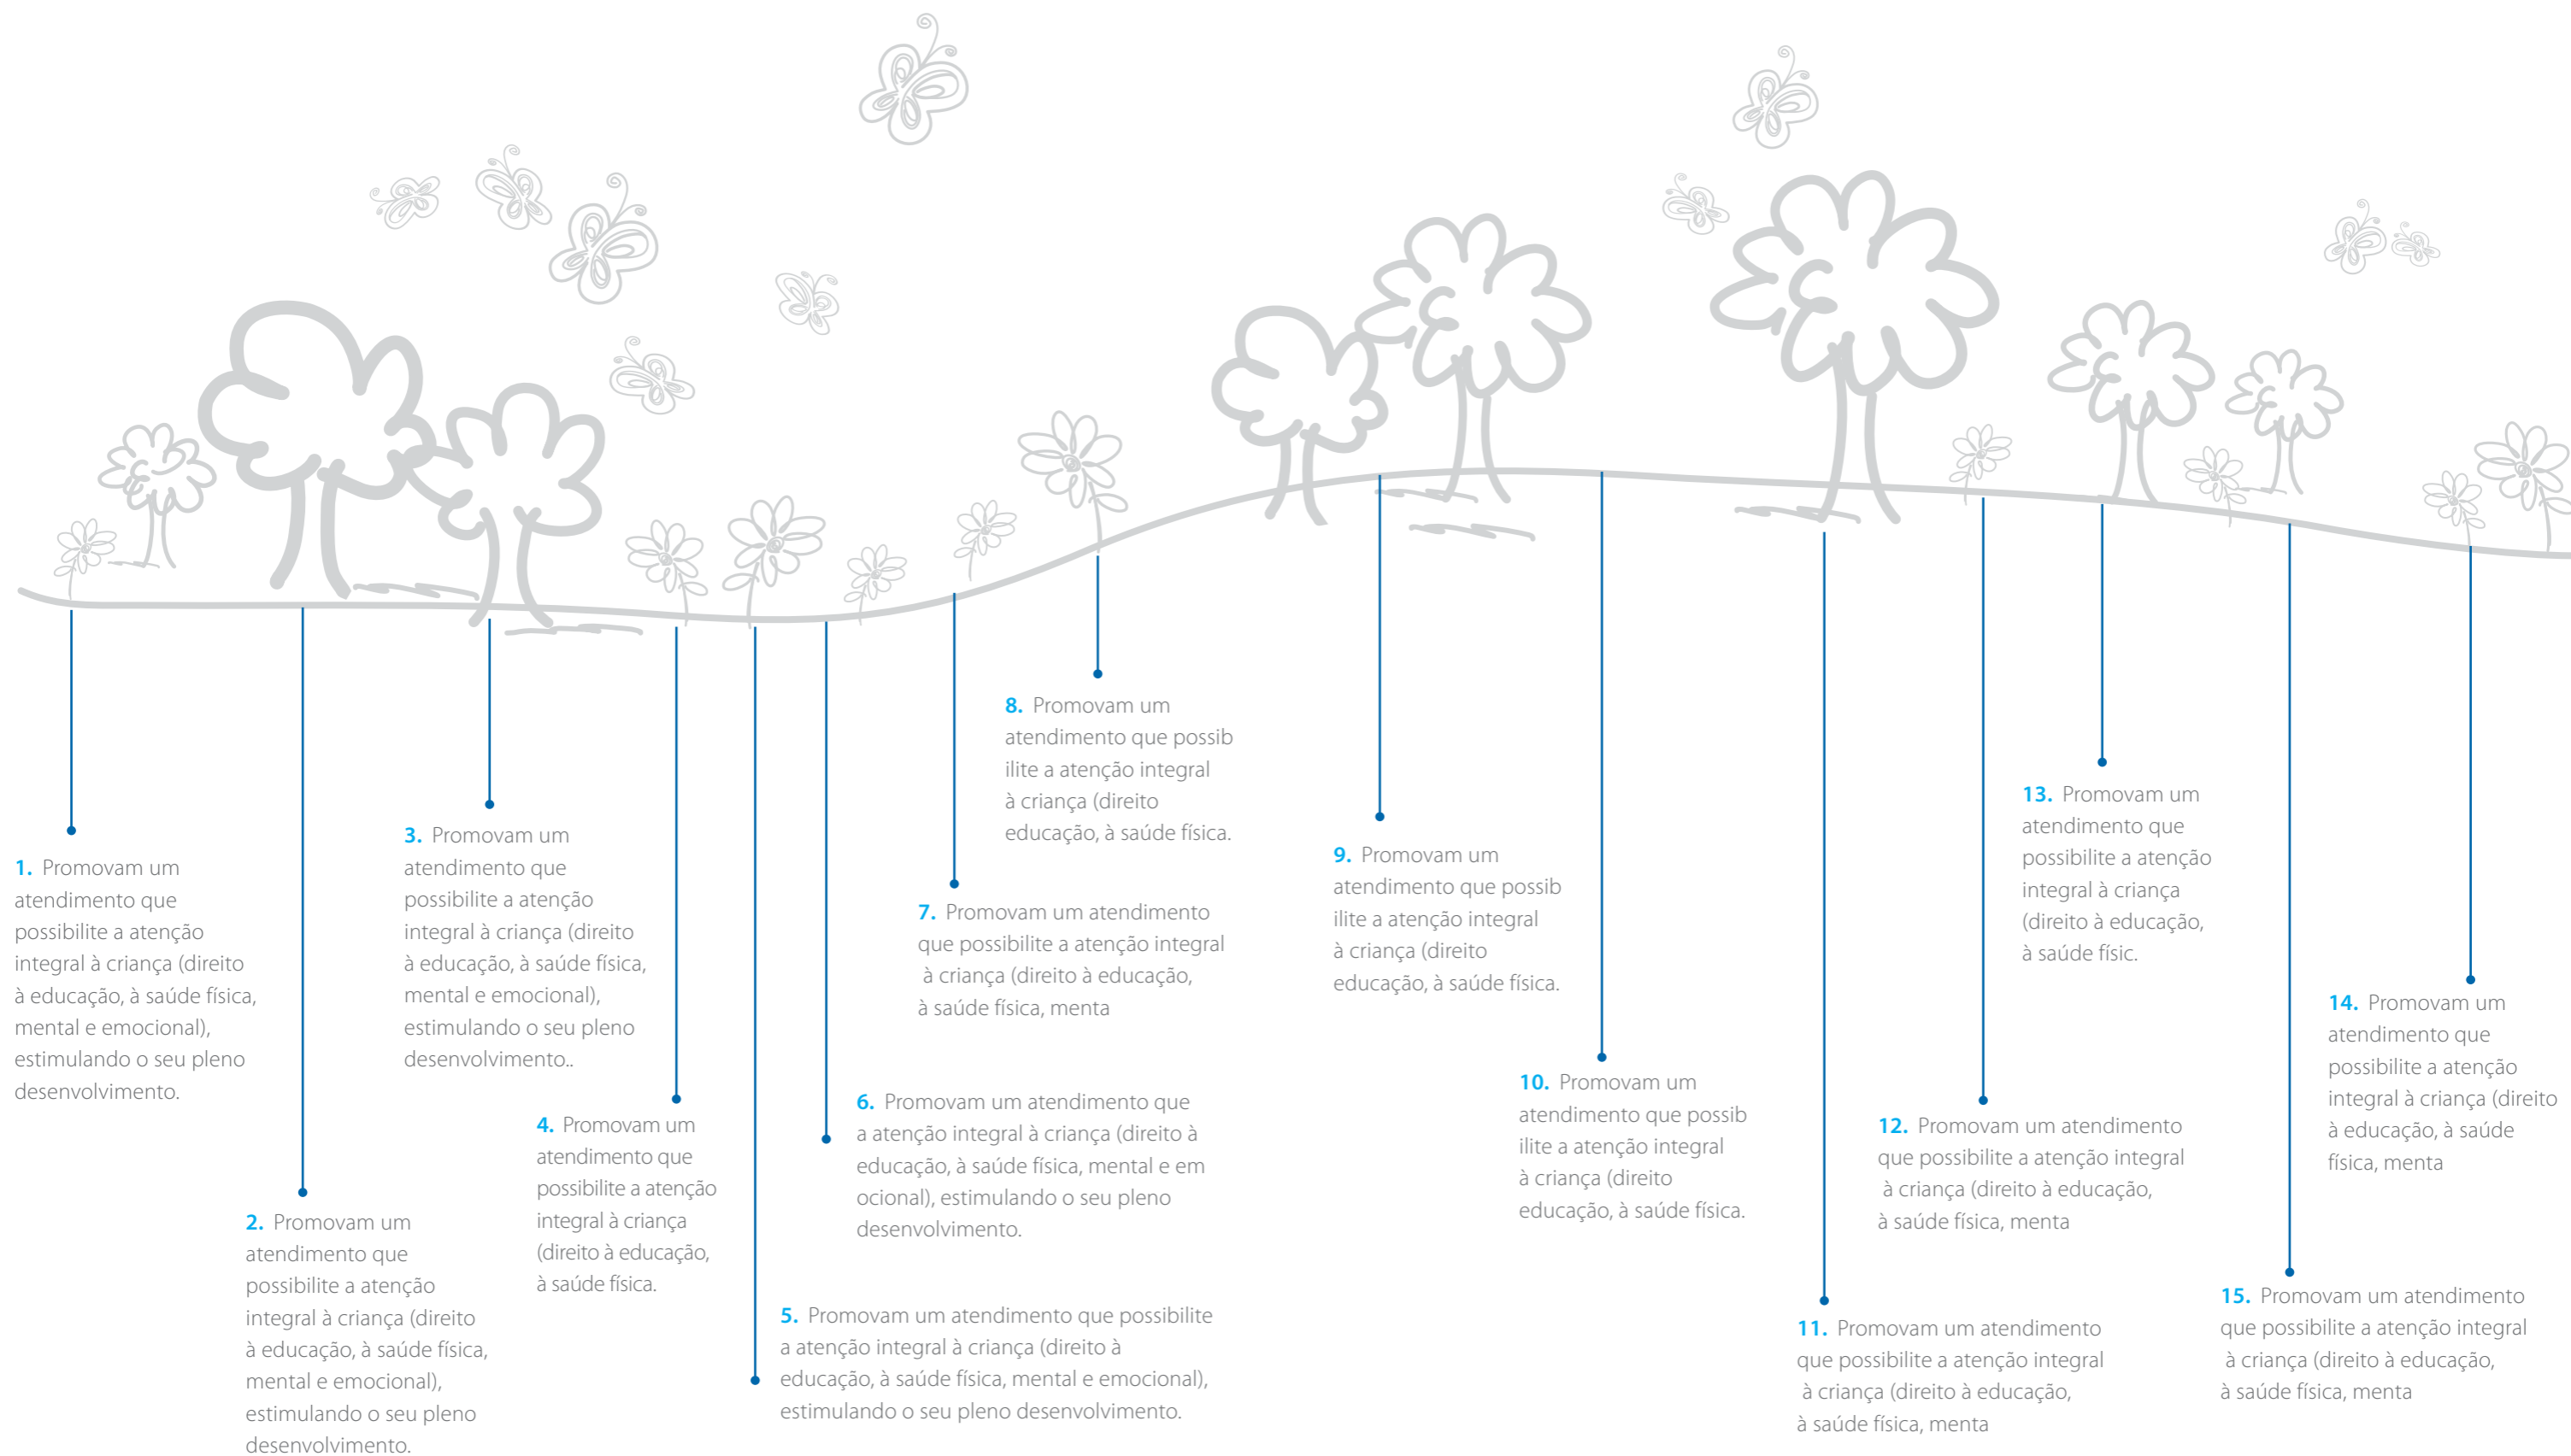 1. Promovam um
atendimento que
possibilite a atenção
integral à criança (direito
à educação, à saúde física,
mental e emocional),
estimulando o seu pleno
desenvolvimento.
2. Promovam um
atendimento que
possibilite a atenção
integral à criança (direito
à educação, à saúde física,
mental e emocional),
estimulando o seu pleno
desenvolvimento.
3. Promovam um
atendimento que
possibilite a atenção
integral à criança (direito
à educação, à saúde física,
mental e emocional),
estimulando o seu pleno
desenvolvimento..
4. Promovam um
atendimento que
possibilite a atenção
integral à criança
(direito à educação,
à saúde física.
5. Promovam um atendimento que possibilite
a atenção integral à criança (direito à
educação, à saúde física, mental e emocional),
estimulando o seu pleno desenvolvimento.
6. Promovam um atendimento que
a atenção integral à criança (direito à
educação, à saúde física, mental e em
ocional), estimulando o seu pleno
desenvolvimento.
7. Promovam um atendimento
que possibilite a atenção integral
à criança (direito à educação,
à saúde física, menta
8. Promovam um
atendimento que possib
ilite a atenção integral
à criança (direito
educação, à saúde física.
9. Promovam um
atendimento que possib
ilite a atenção integral
à criança (direito
educação, à saúde física.
10. Promovam um
atendimento que possib
ilite a atenção integral
à criança (direito
educação, à saúde física.
11. Promovam um atendimento
que possibilite a atenção integral
à criança (direito à educação,
à saúde física, menta
12. Promovam um atendimento
que possibilite a atenção integral
à criança (direito à educação,
à saúde física, menta
13. Promovam um
atendimento que
possibilite a atenção
integral à criança
(direito à educação,
à saúde físic.
14. Promovam um
atendimento que
possibilite a atenção
integral à criança (direito
à educação, à saúde
física, menta
15. Promovam um atendimento
que possibilite a atenção integral
à criança (direito à educação,
à saúde física, menta